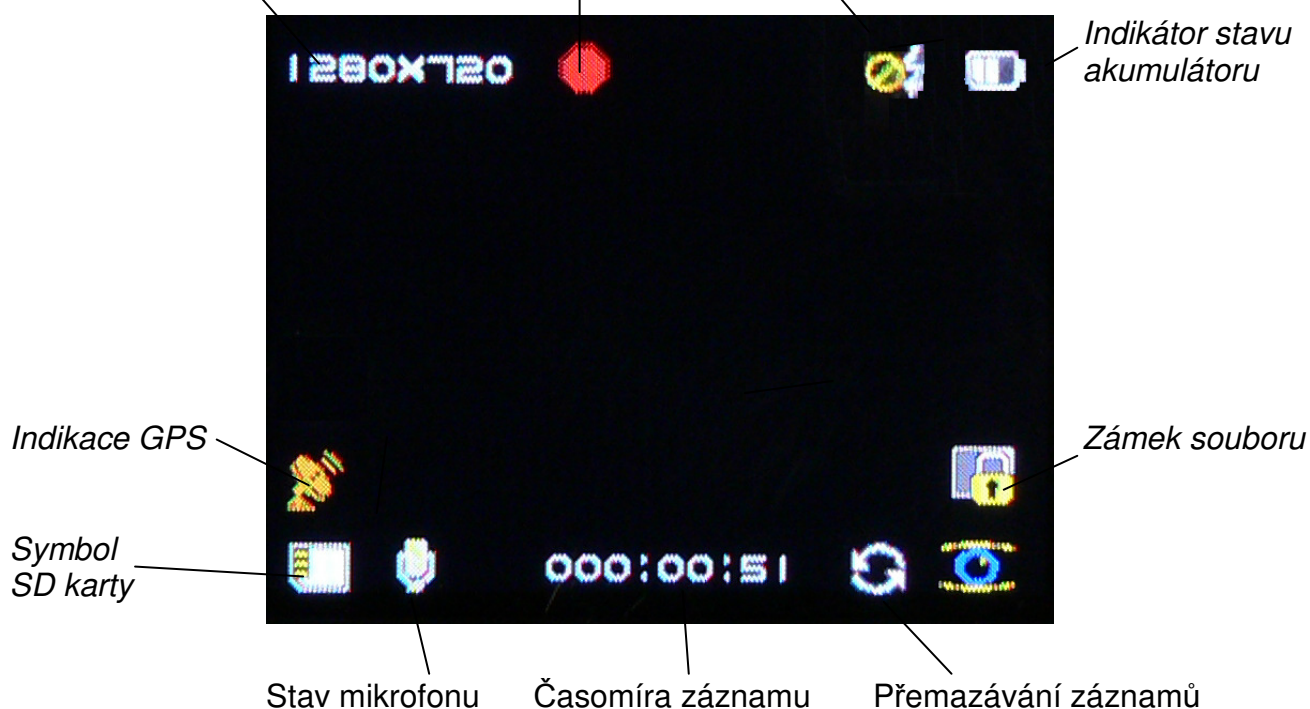 1280X720
Indikátor stavu
akumulátoru
Indikace GPS
Zámek souboru
Symbol
SD karty
000:00:51
Stav mikrofonu
Časomíra záznamu
Přemazávání záznamů